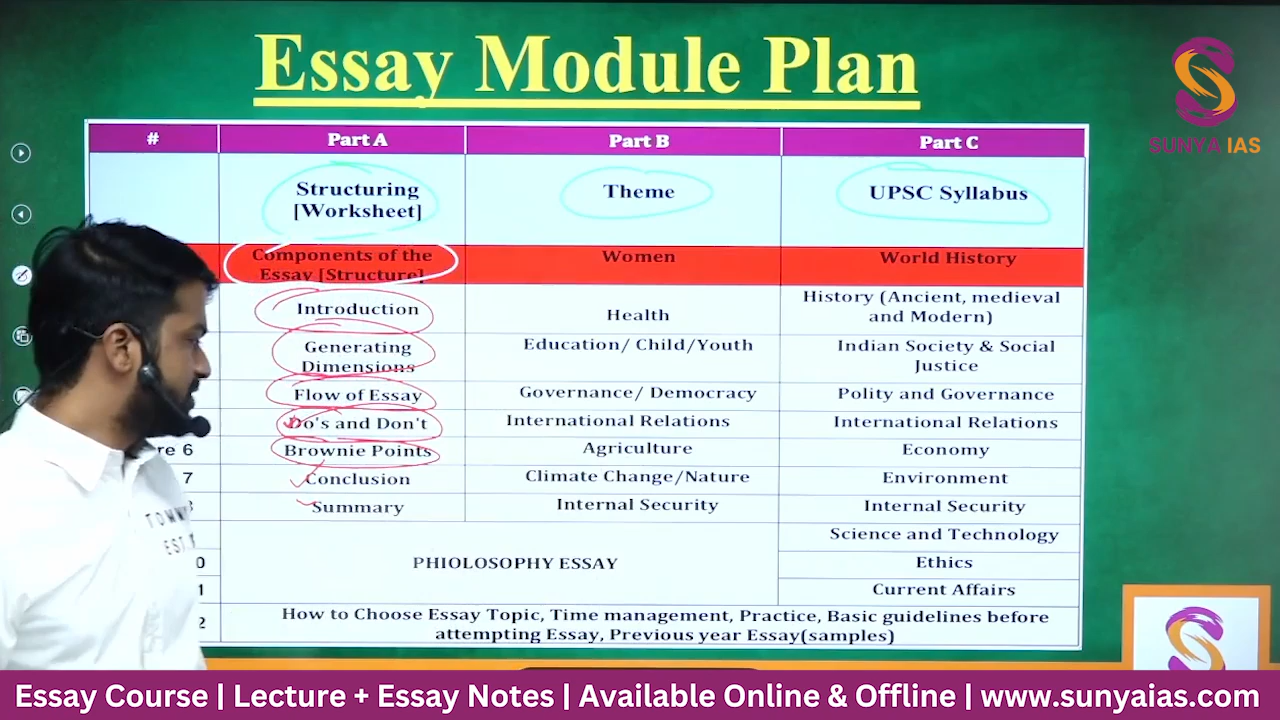 Essay Module Plan
SUNYA IAS
# Part A Part B Part C
Structuring
[Worksheet]
Theme
UPSC Syllabus
Components of the
Essay [Structure]
Women
World History
Introduction
Health
History (Ancient, medieval
and Modern)
Generating
Dimensions
Education/ Child/Youth
Indian Society & Social
Justice
Flow of Essay
Governance/ Democracy
Polity and Governance
Do's and Don't
International Relations
International Relations
re 6
Brownie Points
Agriculture
Economy
7
Conclusion
Climate Change/Nature
Environment
Summary
Internal Security
Internal Security
Science and Technology
0
PHIOLOSOPHY ESSAY
Ethics
1
Current Affairs
2
How to Choose Essay Topic, Time management, Practice, Basic guidelines before
attempting Essay, Previous year Essay(samples)
Essay Course | Lecture + Essay Notes | Available Online & Offline | www.sunyaias.com